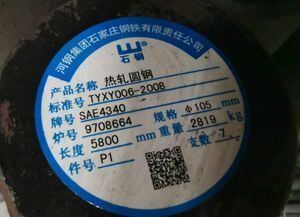 河钢集团石家庄钢铁有限责任公司
石钢
产品名称 热轧圆钢
标准号 TYXY006-2008
牌号 SAE4340 规格 φ105 mm
炉号 9708664 重量 2819 kg
长度 5800 mm 支数 7
件号 P1